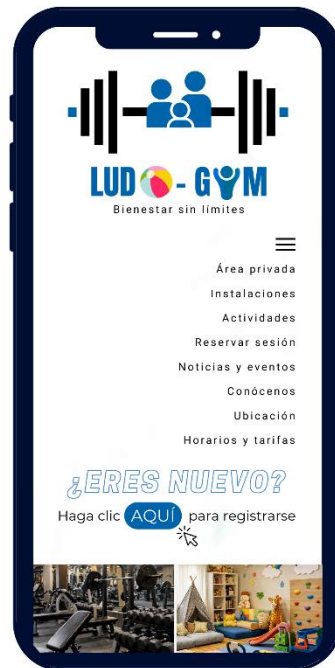 LUDO - GYM
Bienestar sin límites
Área privada
Instalaciones
Actividades
Reservar sesión
Noticias y eventos
Conócenos
Ubicación
Horarios y tarifas
¿ERES NUEVO?
Haga clic AQUÍ para registrarse